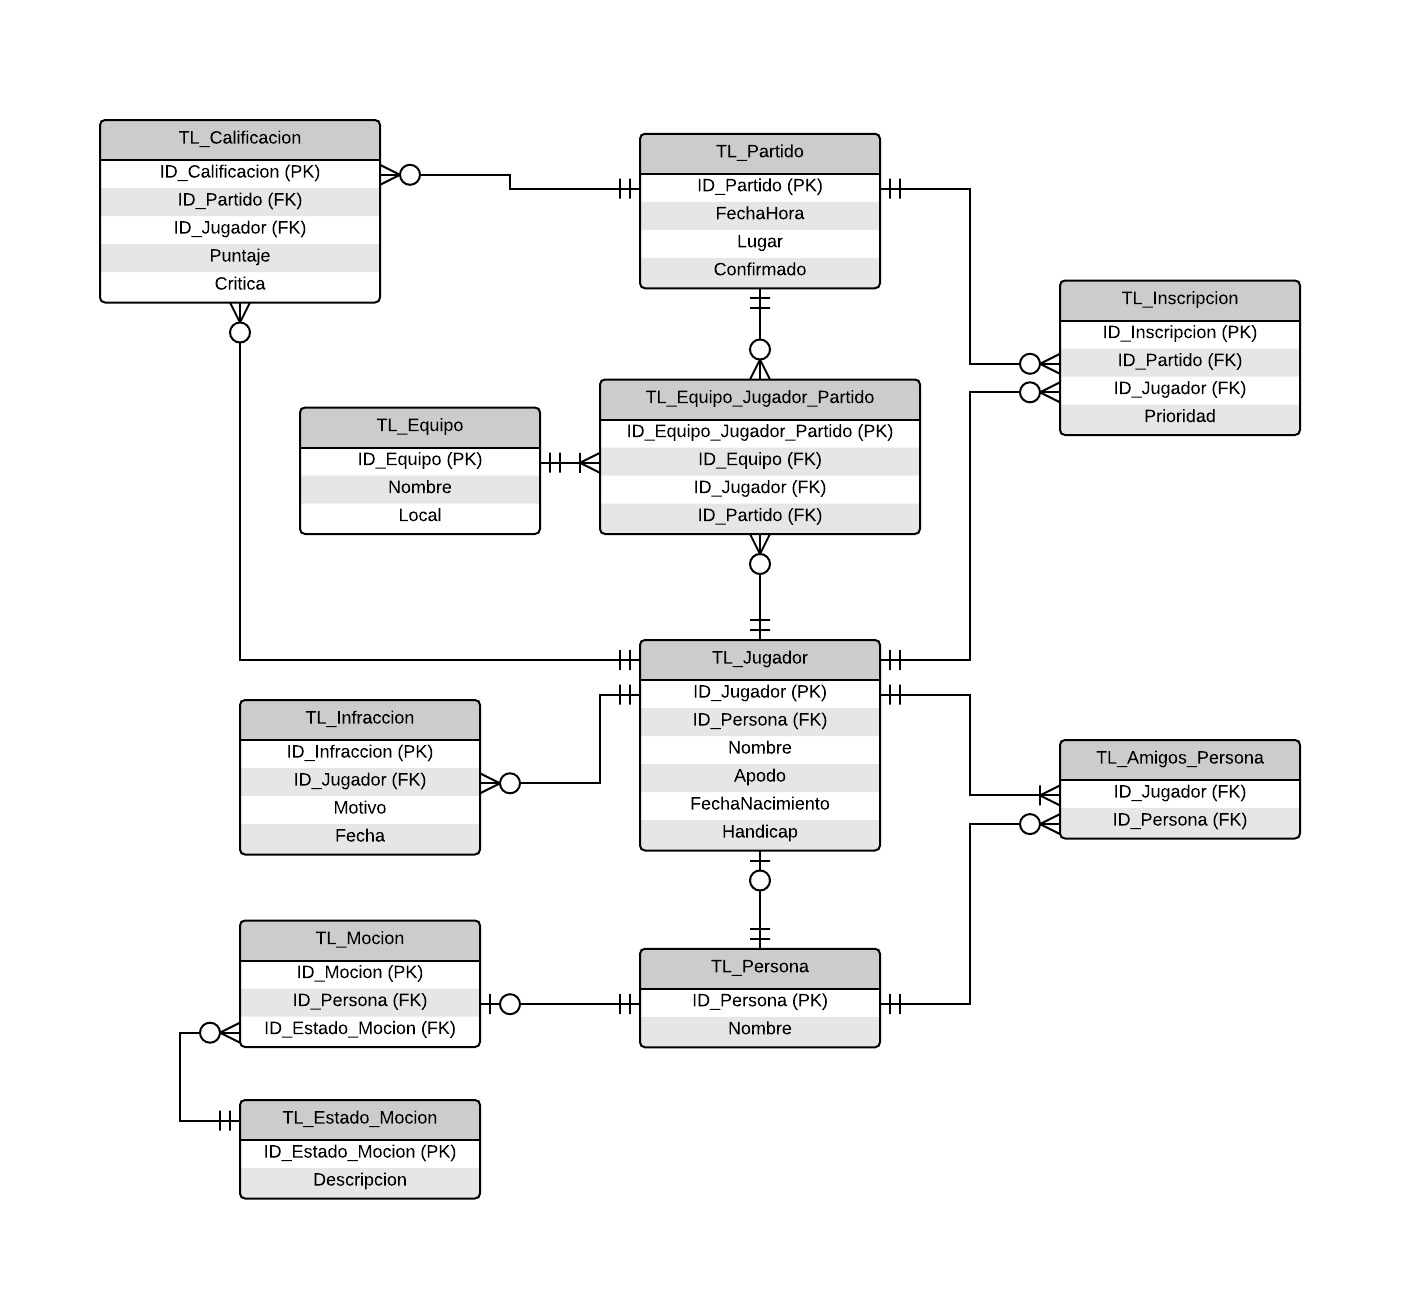 TL_Calificacion
ID_Calificacion (PK)
ID_Partido (FK)
ID_Jugador (FK)
Puntaje
Critica
TL_Partido
ID_Partido (PK)
FechaHora
Lugar
Confirmado
TL_Inscripcion
ID_Inscripcion (PK)
ID_Partido (FK)
ID_Jugador (FK)
Prioridad
TL_Equipo
ID_Equipo (PK)
Nombre
Local
TL_Equipo_Jugador_Partido
ID_Equipo_Jugador_Partido (PK)
ID_Equipo (FK)
ID_Jugador (FK)
ID_Partido (FK)
TL_Jugador
ID_Jugador (PK)
ID_Persona (FK)
Nombre
Apodo
FechaNacimiento
Handicap
TL_Infraccion
ID_Infraccion (PK)
ID_Jugador (FK)
Motivo
Fecha
TL_Amigos_Persona
ID_Jugador (FK)
ID_Persona (FK)
TL_Mocion
ID_Mocion (PK)
ID_Persona (FK)
ID_Estado_Mocion (FK)
TL_Persona
ID_Persona (PK)
Nombre
TL_Estado_Mocion
ID_Estado_Mocion (PK)
Descripcion